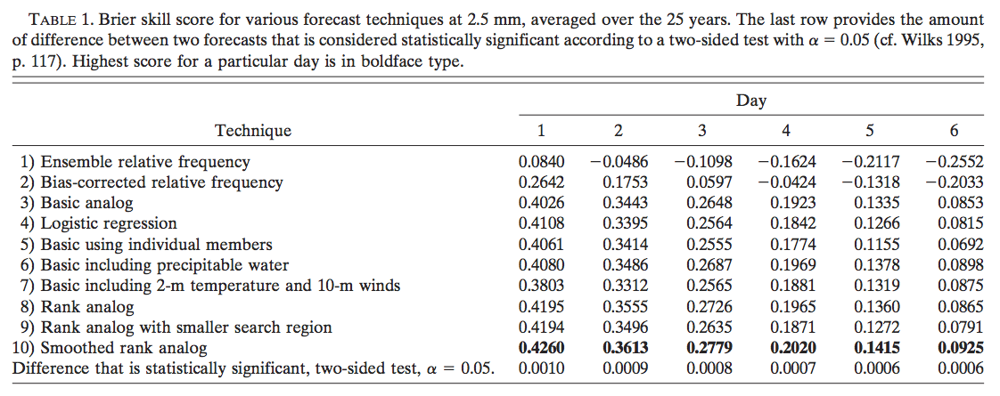 TABLE 1. Brier skill score for various forecast techniques at 2.5 mm, averaged over the 25 years. The last row provides the amount
of difference between two forecasts that is considered statistically significant according to a two-sided test with α = 0.05 (cf. Wilks 1995,
p. 117). Highest score for a particular day is in boldface type.
Day
Technique 1 2 3 4 5 6
1) Ensemble relative frequency 0.0840 −0.0486 −0.1098 −0.1624 −0.2117 −0.2552
2) Bias-corrected relative frequency 0.2642 0.1753 0.0597 −0.0424 −0.1318 −0.2033
3) Basic analog 0.4026 0.3443 0.2648 0.1923 0.1335 0.0853
4) Logistic regression 0.4108 0.3395 0.2564 0.1842 0.1266 0.0815
5) Basic using individual members 0.4061 0.3414 0.2555 0.1774 0.1155 0.0692
6) Basic including precipitable water 0.4080 0.3486 0.2687 0.1969 0.1378 0.0898
7) Basic including 2-m temperature and 10-m winds 0.3803 0.3312 0.2565 0.1881 0.1319 0.0875
8) Rank analog 0.4195 0.3555 0.2726 0.1965 0.1360 0.0865
9) Rank analog with smaller search region 0.4194 0.3496 0.2635 0.1871 0.1272 0.0791
10) Smoothed rank analog 0.4260 0.3613 0.2779 0.2020 0.1415 0.0925
Difference that is statistically significant, two-sided test, α = 0.05. 0.0010 0.0009 0.0008 0.0007 0.0006 0.0006